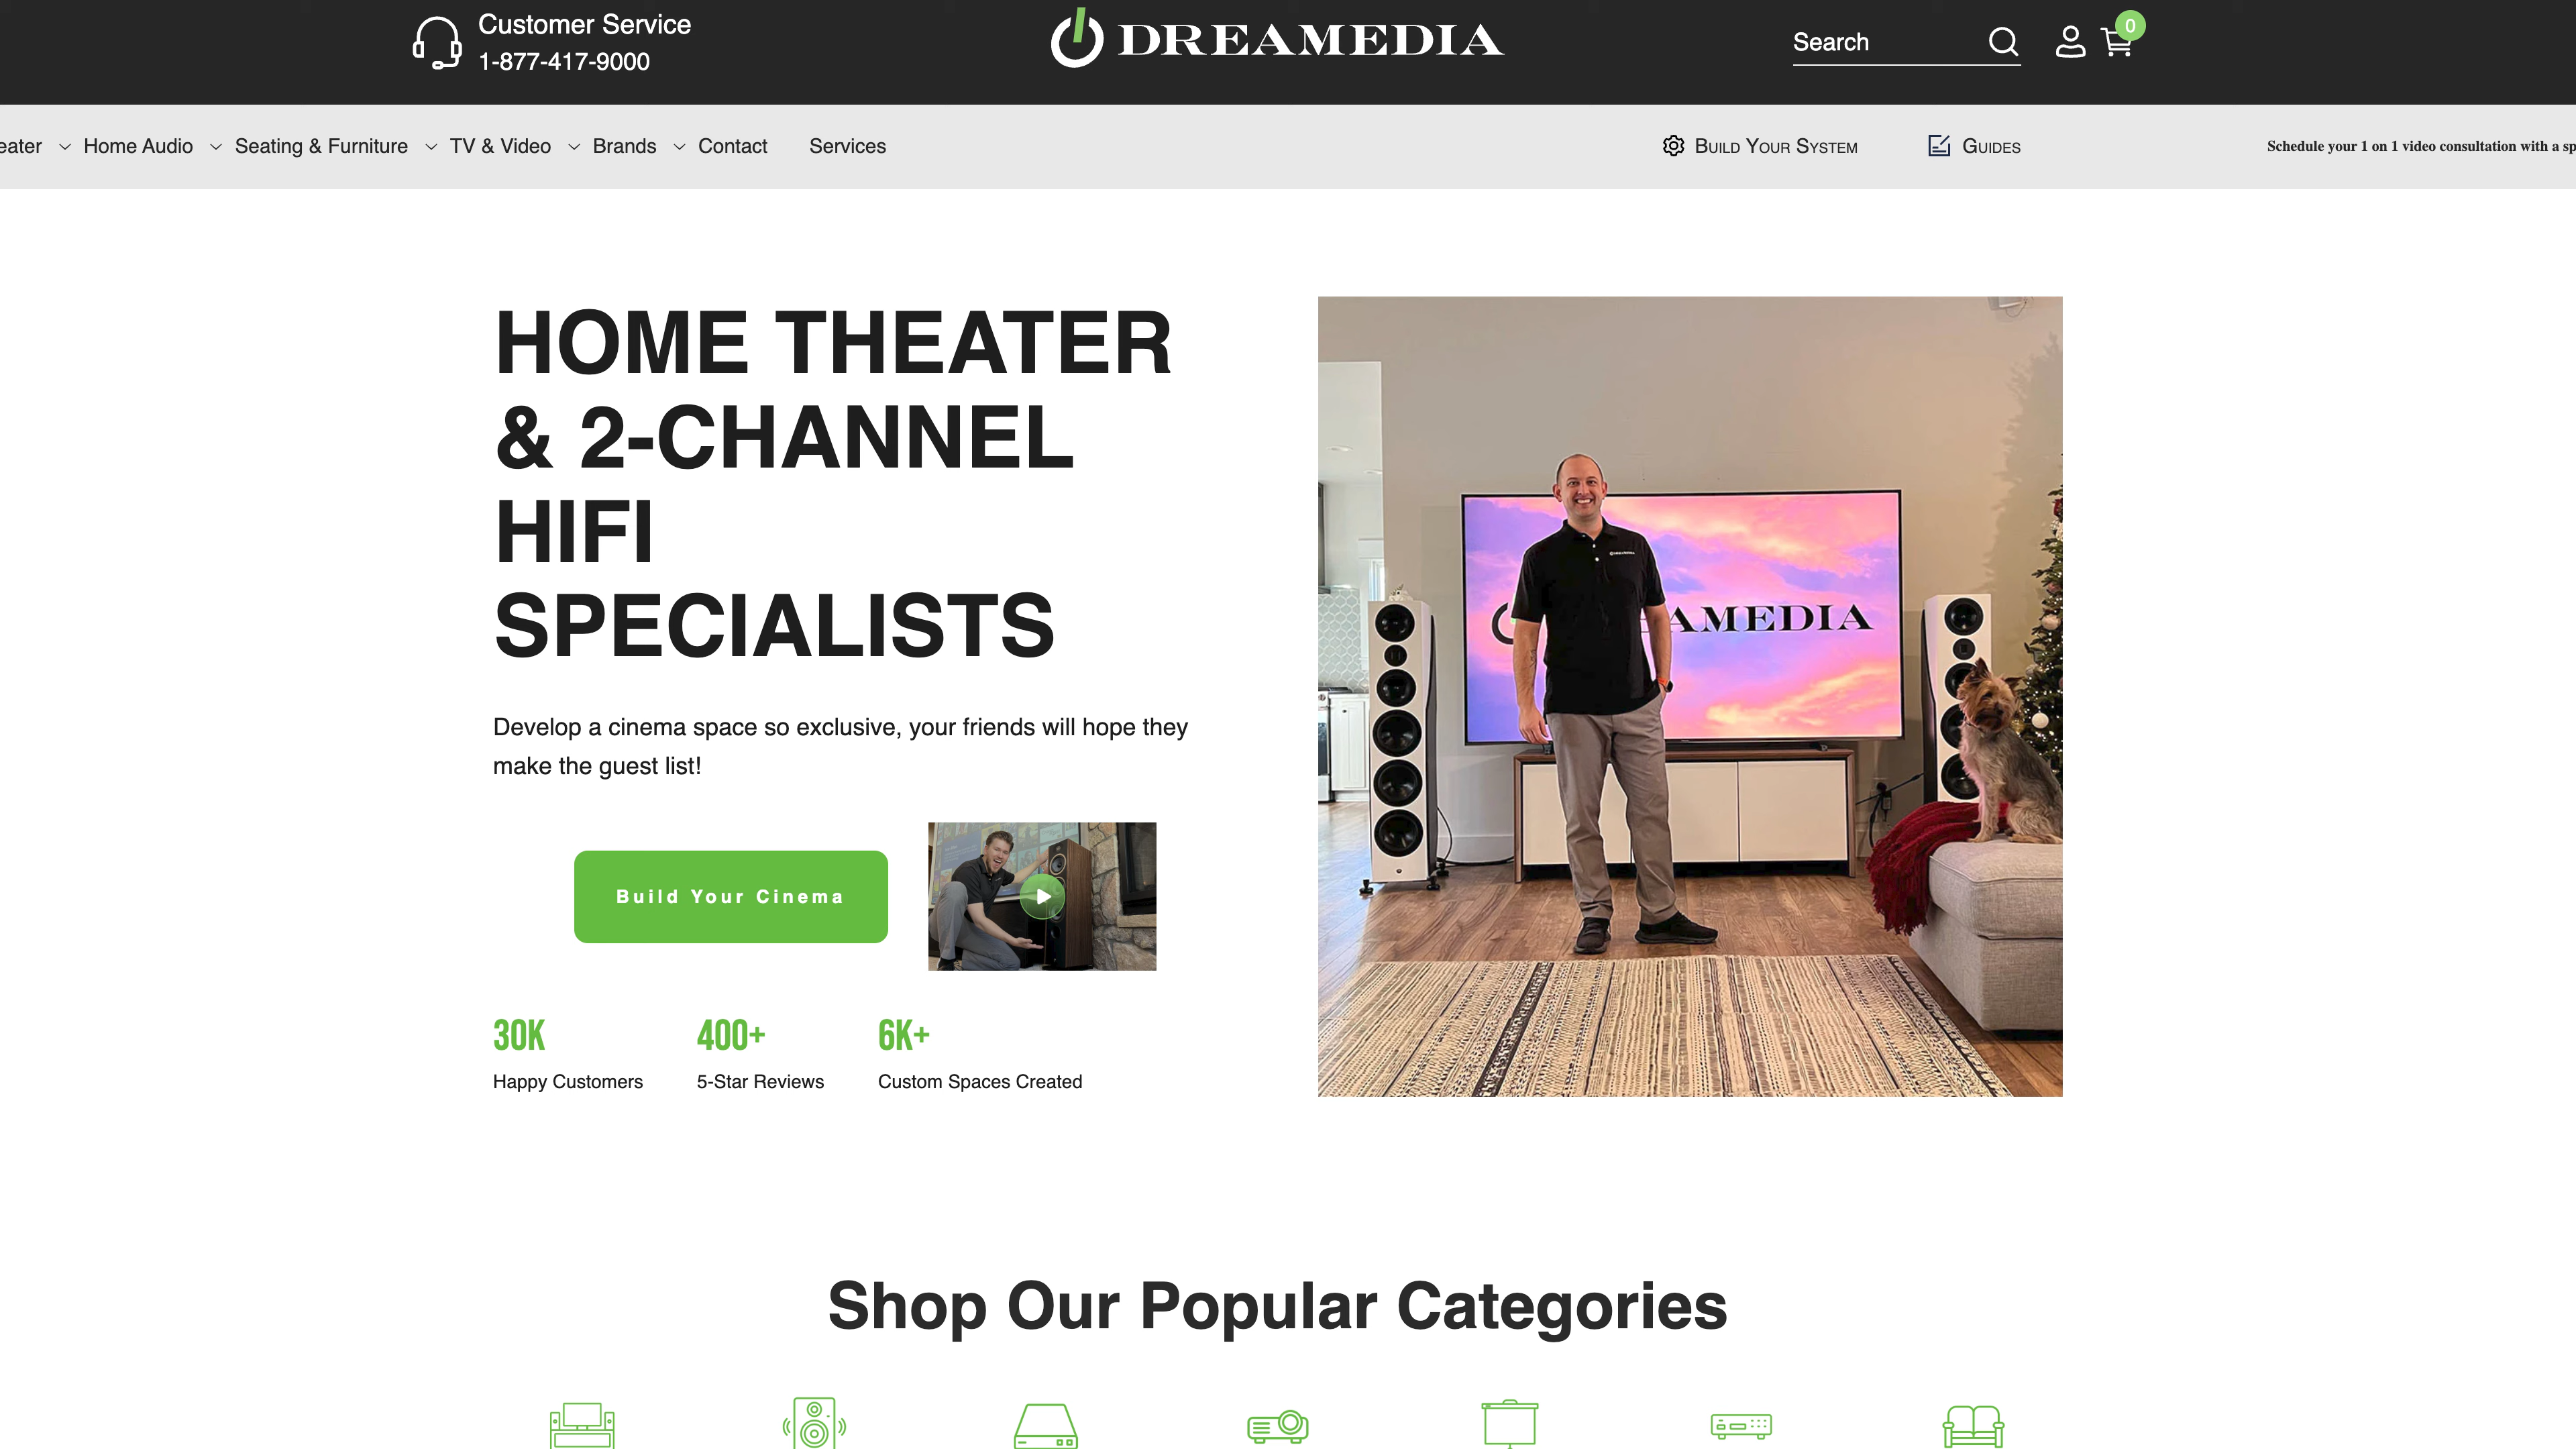 Customer Service
1-877-417-9000
DREAMEDIA
Search
0
eater
Home Audio
Seating & Furniture
TV & Video
Brands
Contact
Services
Build Your System
Guides
Schedule your 1 on 1 video consultation with a sp
HOME THEATER
& 2-CHANNEL
HIFI
SPECIALISTS
Develop a cinema space so exclusive, your friends will hope they
make the guest list!
Build Your Cinema
30K
Happy Customers
400+
5-Star Reviews
6K+
Custom Spaces Created
AMEDIA
Shop Our Popular Categories